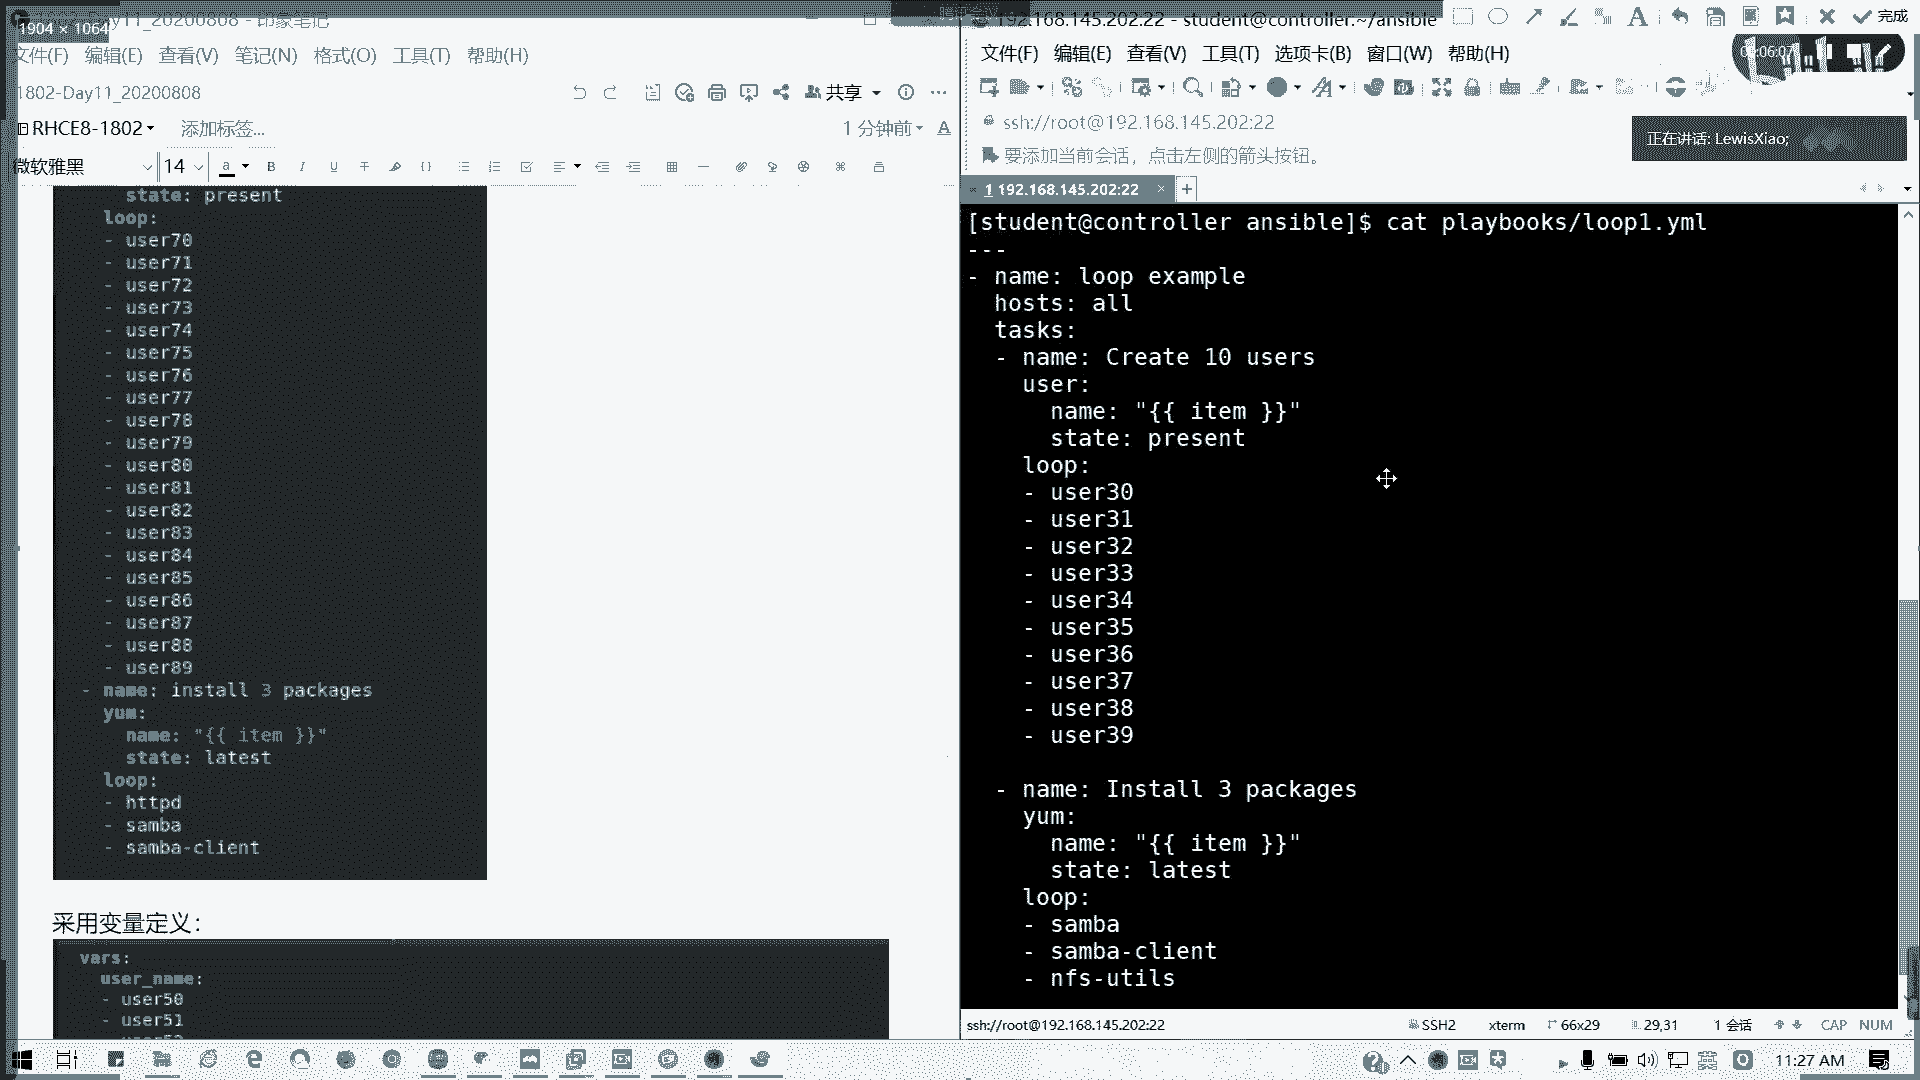 1904 × 1064
Day11_20200808 - 印象笔记
文件(F) 编辑(E) 查看(V) 笔记(N) 格式(O) 工具(T) 帮助(H)
1802-Day11_20200808
共享
RHCE8-1802
添加标签...
1 分钟前
微软雅黑
14
state: present
loop:
- user70
- user71
- user72
- user73
- user74
- user75
- user76
- user77
- user78
- user79
- user80
- user81
- user82
- user83
- user84
- user85
- user86
- user87
- user88
- user89
- name: install 3 packages
yum:
name: "{{ item }}"
state: latest
loop:
- httpd
- samba
- samba-client
采用变量定义：
vars:
user_name:
- user50
- user51
192.168.145.202:22 - student@controller:~/ansible
完成
文件(F) 编辑(E) 查看(V) 工具(T) 选项卡(B) 窗口(W) 帮助(H)
ssh://root@192.168.145.202:22
正在讲话: LewisXiao;
要添加当前会话，点击左侧的箭头按钮。
1 192.168.145.202:22
[student@controller ansible]$ cat playbooks/loop1.yml
---
- name: loop example
hosts: all
tasks:
- name: Create 10 users
user:
name: "{{ item }}"
state: present
loop:
- user30
- user31
- user32
- user33
- user34
- user35
- user36
- user37
- user38
- user39
- name: Install 3 packages
yum:
name: "{{ item }}"
state: latest
loop:
- samba
- samba-client
- nfs-utils
ssh://root@192.168.145.202:22
SSH2
xterm
66x29
29,31
1 会话
CAP NUM
英
11:27 AM